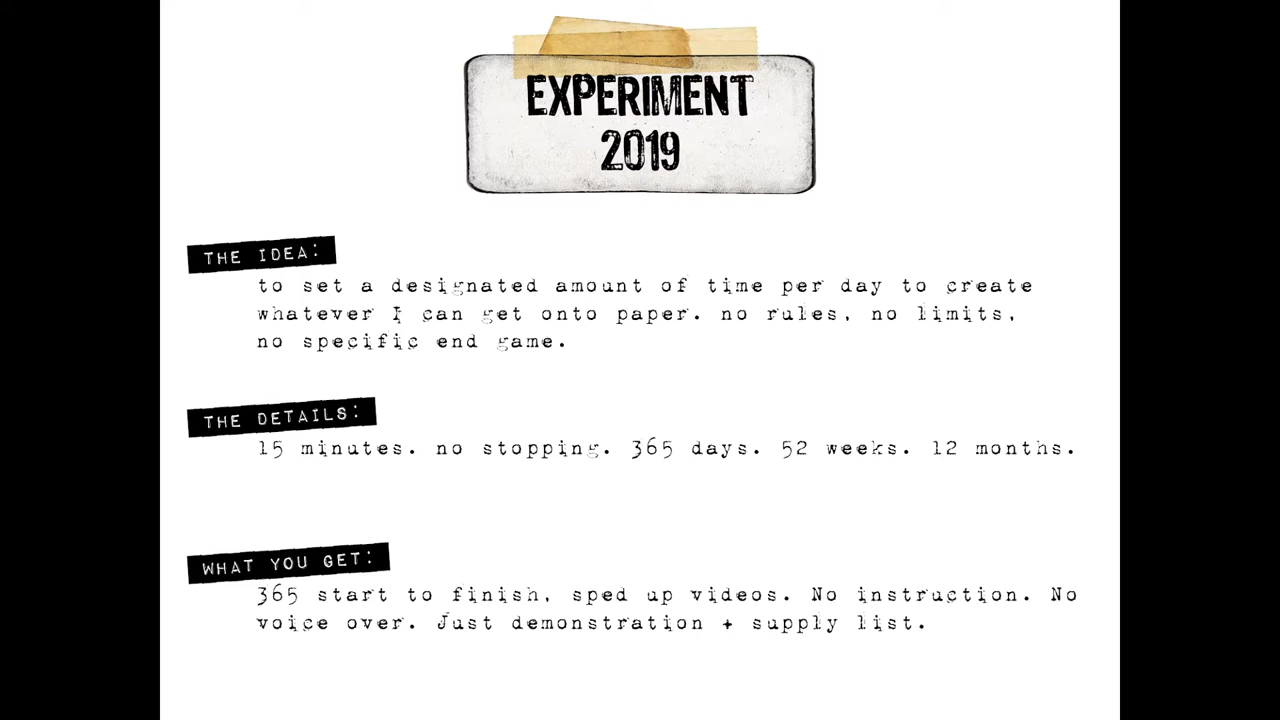 EXPERIMENT
2019
THE IDEA:
to set a designated amount of time per day to create
whatever I can get onto paper. no rules, no limits,
no specific end game.
THE DETAILS:
15 minutes. no stopping. 365 days. 52 weeks. 12 months.
WHAT YOU GET:
365 start to finish, sped up videos. No instruction. No
voice over. Just demonstration + supply list.